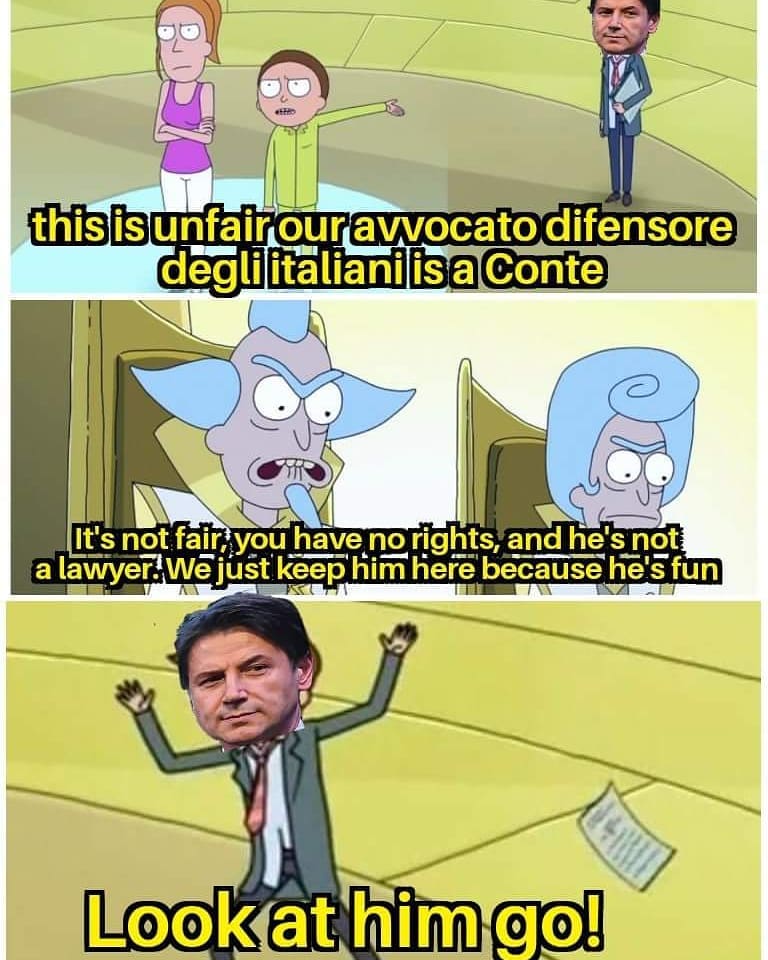 this is unfair our avvocato difensore
degli italiani is a Conte
It's not fair, you have no rights, and he's not
a lawyer. We just keep him here because he's fun
Look at him go!